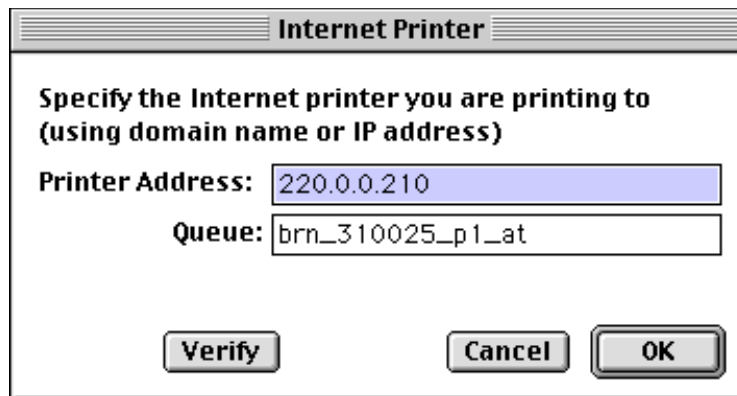 Internet Printer
Specify the Internet printer you are printing to
(using domain name or IP address)
Printer Address: 220.0.0.210
Queue: brn_310025_p1_at
Verify Cancel OK